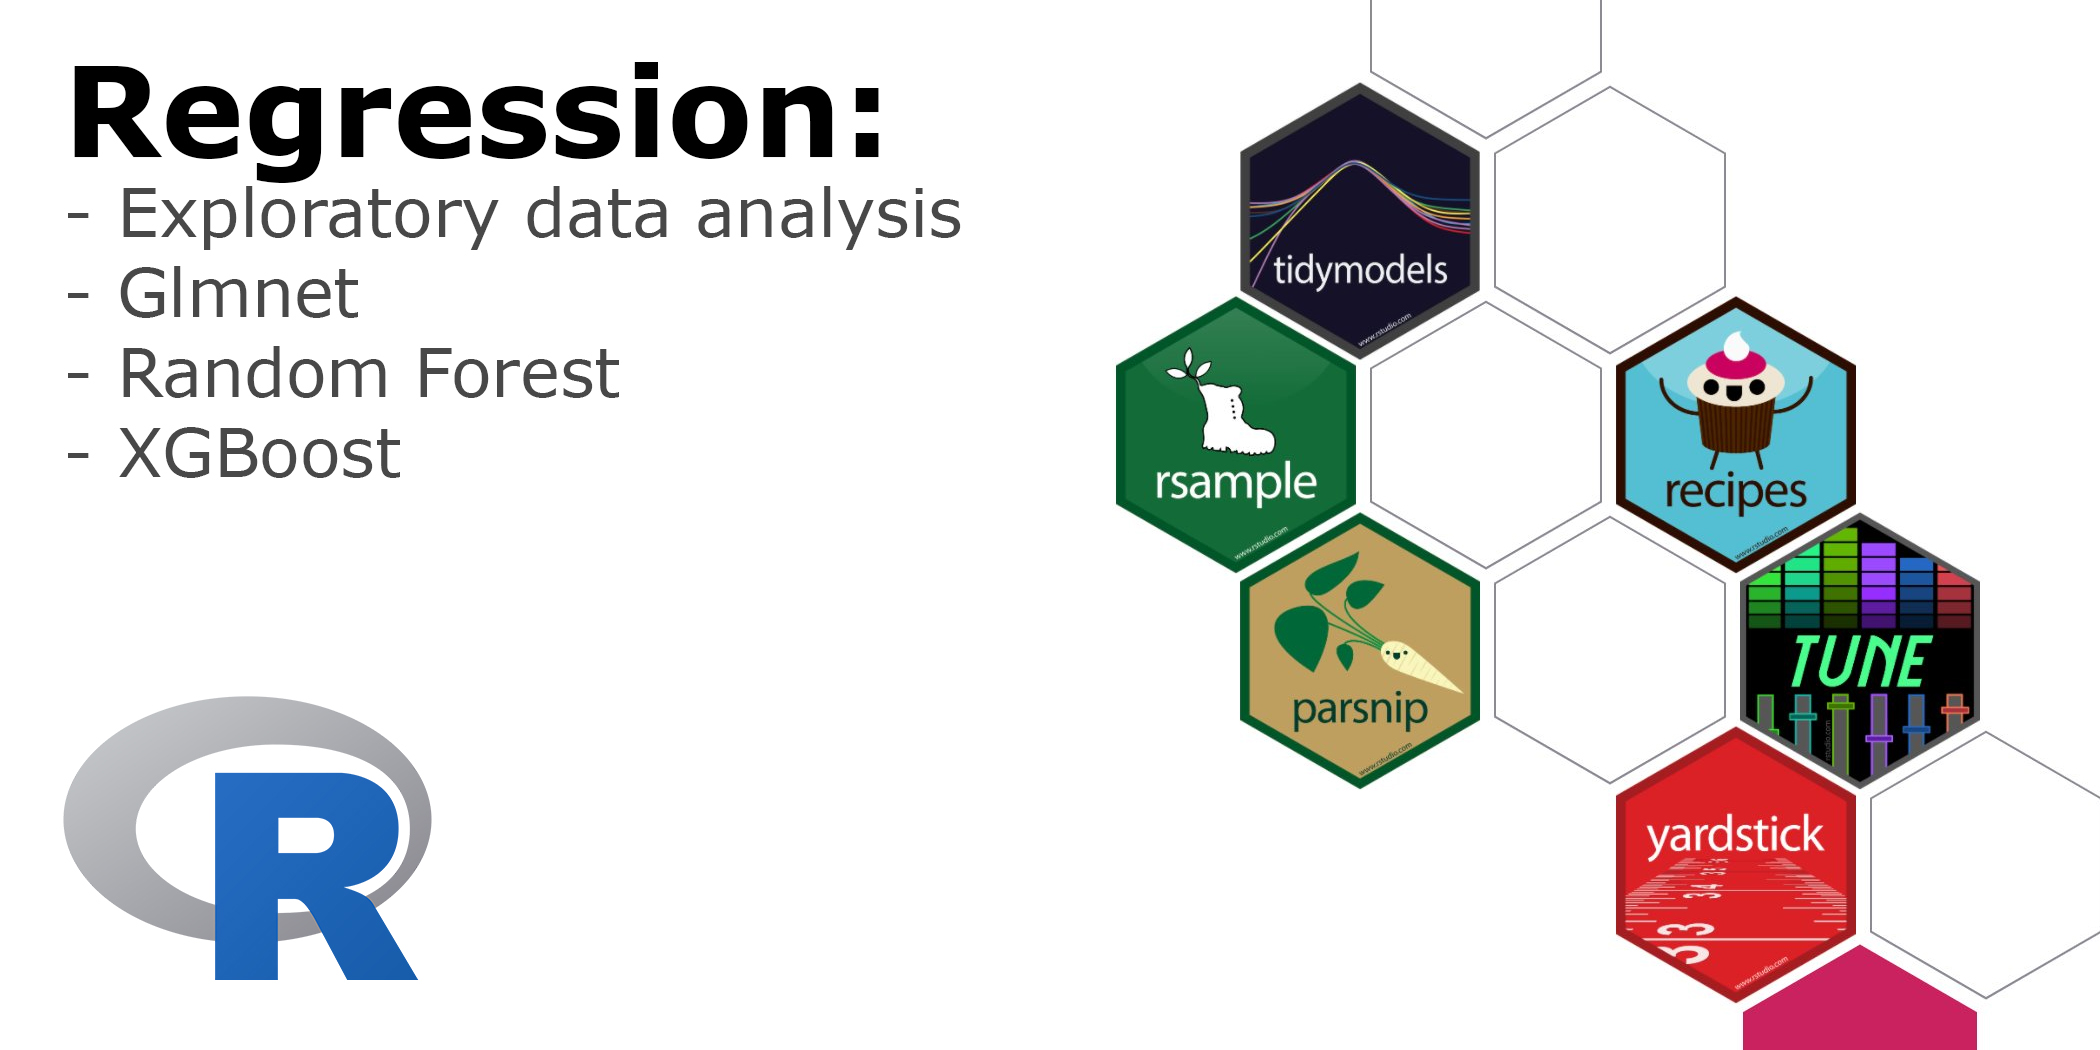 Regression:
- Exploratory data analysis
- Glmnet
- Random Forest
- XGBoost
R
tidymodels
www.rstudio.com
rsample
www.rstudio.com
recipes
www.rstudio.com
parsnip
www.rstudio.com
TUNE
rstudio.com
yardstick
33
www.rstudio.com